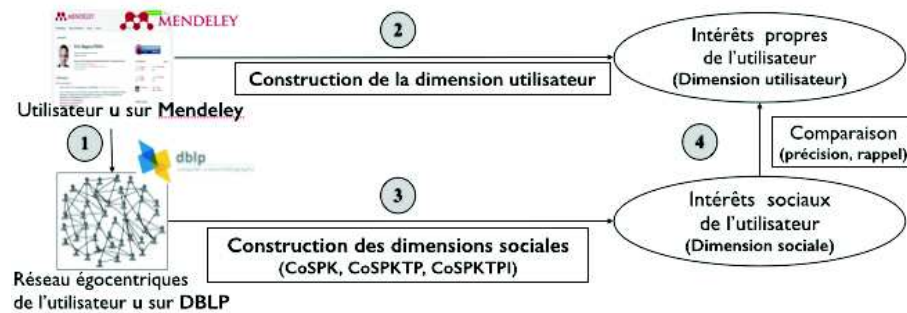 MENDELEY
MENDELEY
2
Construction de la dimension utilisateur
Intérêts propres
de l'utilisateur
(Dimension utilisateur)
Utilisateur u sur Mendeley
1
dblp
4
Comparaison
(précision, rappel)
3
Construction des dimensions sociales
(CoSPK, CoSPKTP, CoSPKTPI)
Intérêts sociaux
de l'utilisateur
(Dimension sociale)
Réseau égocentriques
de l'utilisateur u sur DBLP